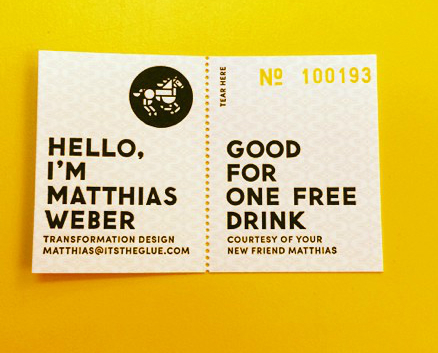 HELLO,
I'M
MATTHIAS
WEBER
TRANSFORMATION DESIGN
MATTHIAS@ITSTHEGLUE.COM
TEAR HERE
Nº 100193
GOOD
FOR
ONE FREE
DRINK
COURTESY OF YOUR
NEW FRIEND MATTHIAS